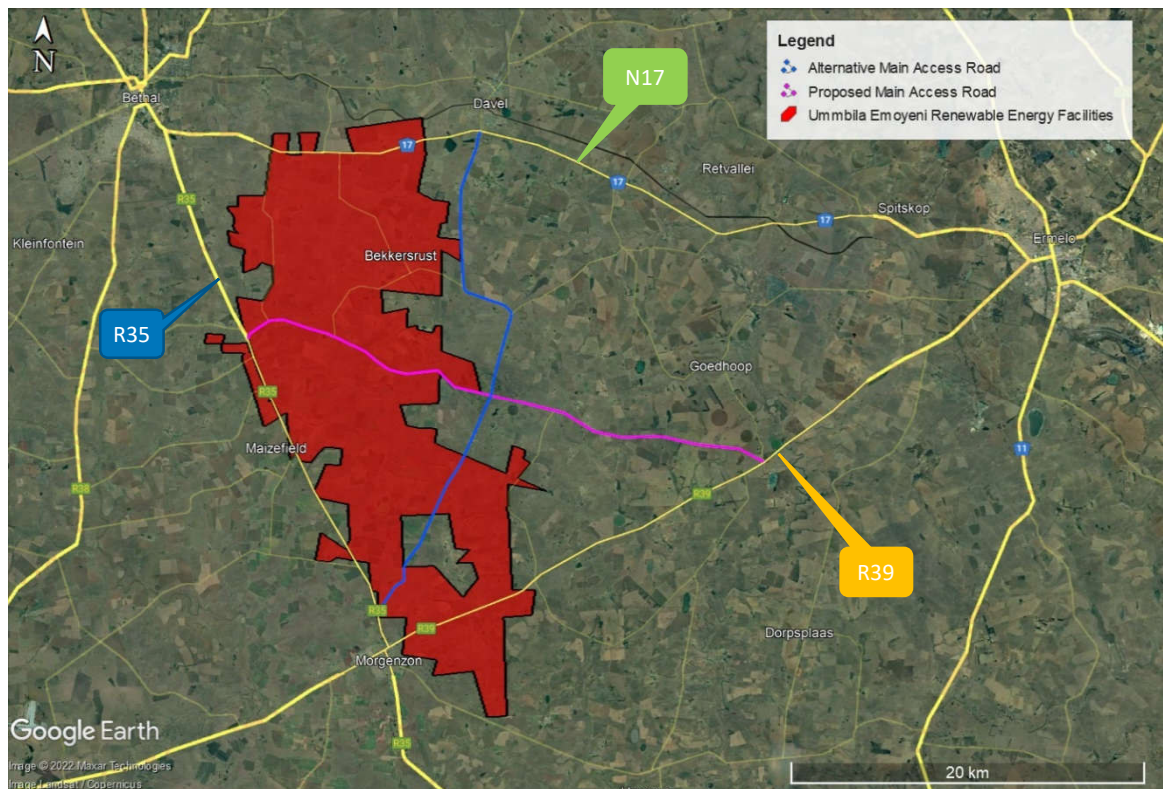 N
Legend
Alternative Main Access Road
Proposed Main Access Road
Ummbila Emoyeni Renewable Energy Facilities
N17
Bethal
Davel
17
17
Retvallei
Spitskop
17
R35
Kleinfontein
Bekkersrust
Ermelo
R35
Goedhoop
R35
Maizefield
11
R38
R39
R39
R35
R39
Dorpsplaas
Morgenzon
R35
Google Earth
Image © 2022 Maxar Technologies
Image Landsat / Copernicus
20 km